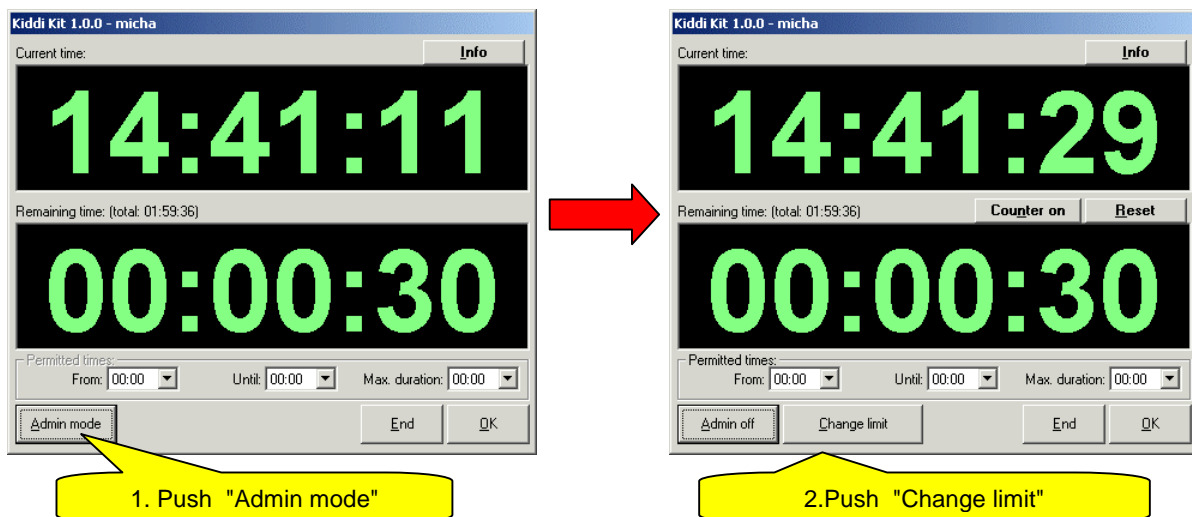 Kiddi Kit 1.0.0 - micha
Current time:
Info
14:41:11
Remaining time: (total: 01:59:36)
00:00:30
Permitted times:
From: 00:00 Until: 00:00 Max. duration: 00:00
Admin mode End OK
1. Push "Admin mode"
Kiddi Kit 1.0.0 - micha
Current time:
Info
14:41:29
Remaining time: (total: 01:59:36) Counter on Reset
00:00:30
Permitted times:
From: 00:00 Until: 00:00 Max. duration: 00:00
Admin off Change limit End OK
2.Push "Change limit"